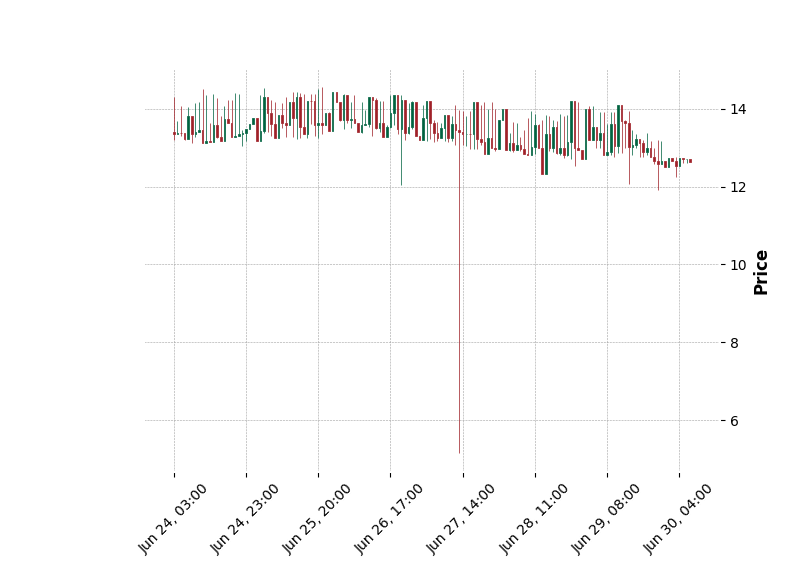 14
12
10
8
6
Price
Jun 24, 03:00
Jun 24, 23:00
Jun 25, 20:00
Jun 26, 17:00
Jun 27, 14:00
Jun 28, 11:00
Jun 29, 08:00
Jun 30, 04:00